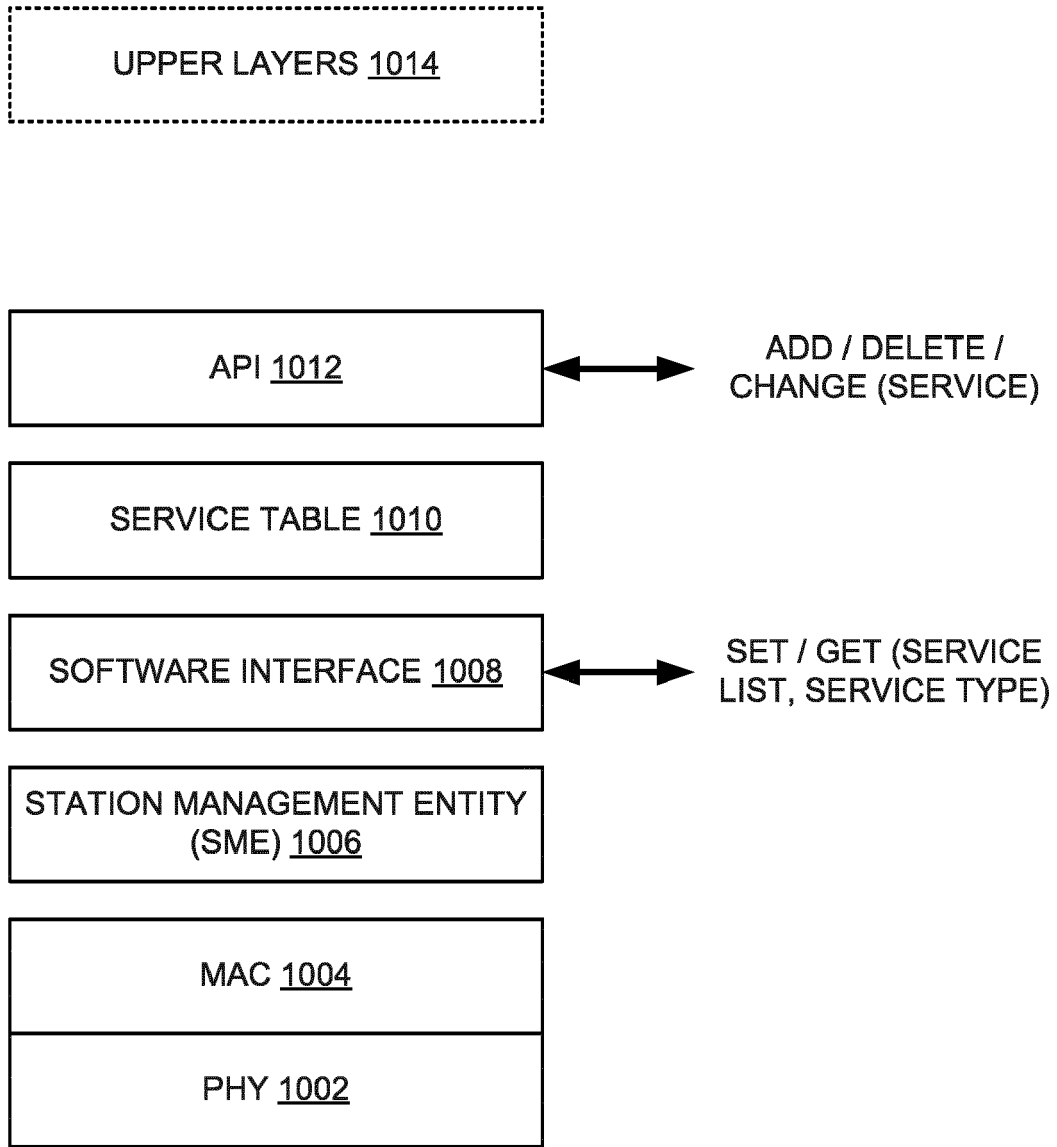 UPPER LAYERS 1014
API 1012
ADD / DELETE /
CHANGE (SERVICE)
SERVICE TABLE 1010
SOFTWARE INTERFACE 1008
SET / GET (SERVICE
LIST, SERVICE TYPE)
STATION MANAGEMENT ENTITY
(SME) 1006
MAC 1004
PHY 1002